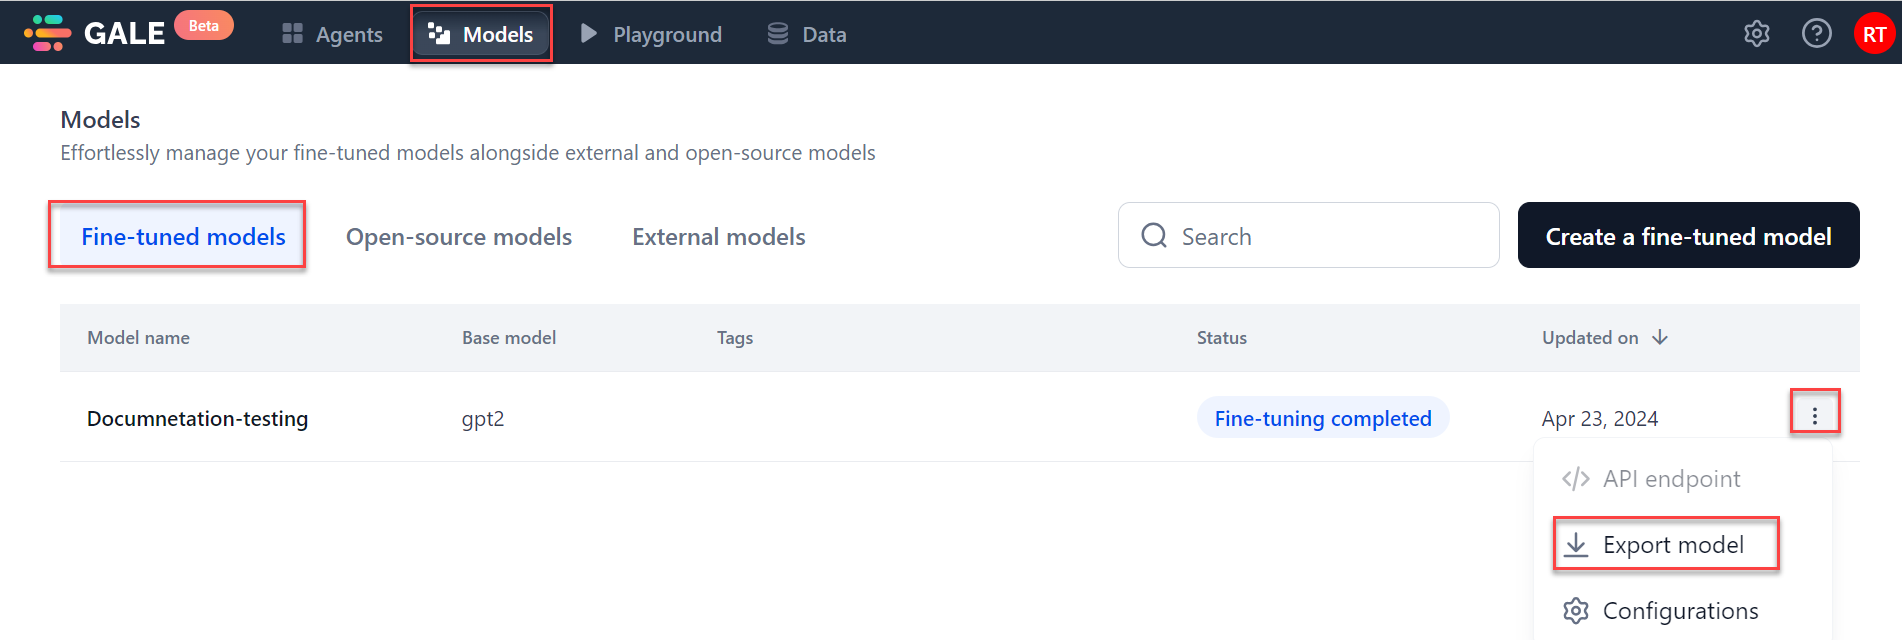 GALE Beta Agents Models Playground Data RT
Models
Effortlessly manage your fine-tuned models alongside external and open-source models
Fine-tuned models Open-source models External models Search Create a fine-tuned model
Model name Base model Tags Status Updated on
Documnetation-testing gpt2 Fine-tuning completed Apr 23, 2024
</> API endpoint
Export model
Configurations